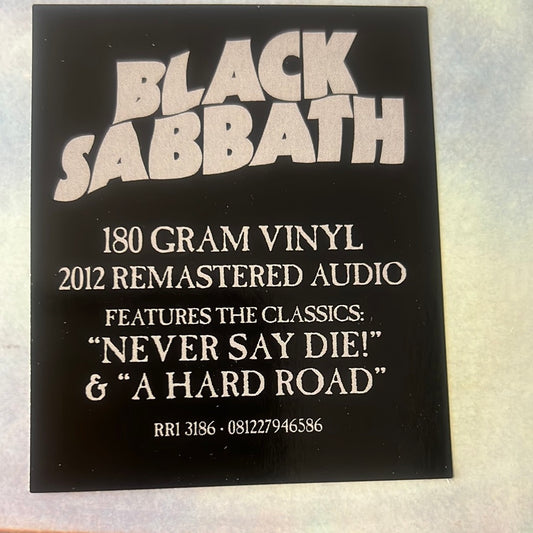 BLACK
SABBATH
180 GRAM VINYL
2012 REMASTERED AUDIO
FEATURES THE CLASSICS:
“NEVER SAY DIE!”
& “A HARD ROAD”
RR1 3186 · 081227946586